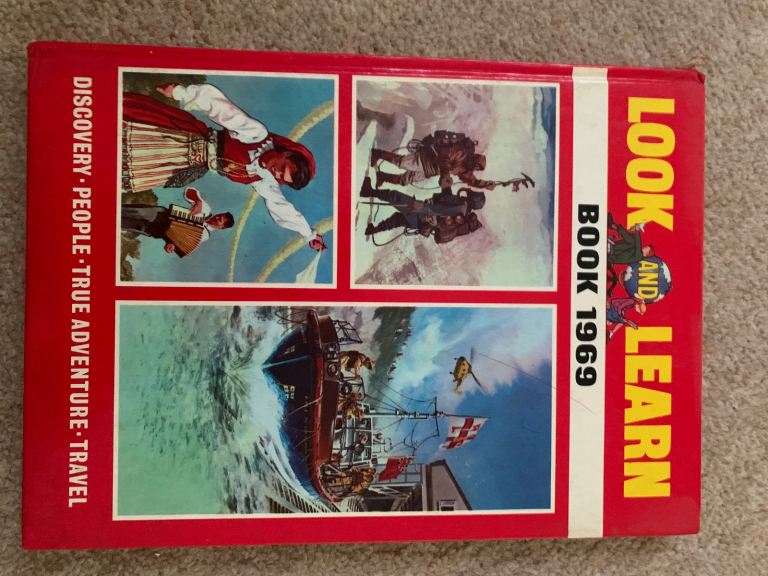 LOOK AND LEARN
BOOK 1969
DISCOVERY · PEOPLE · TRUE ADVENTURE · TRAVEL